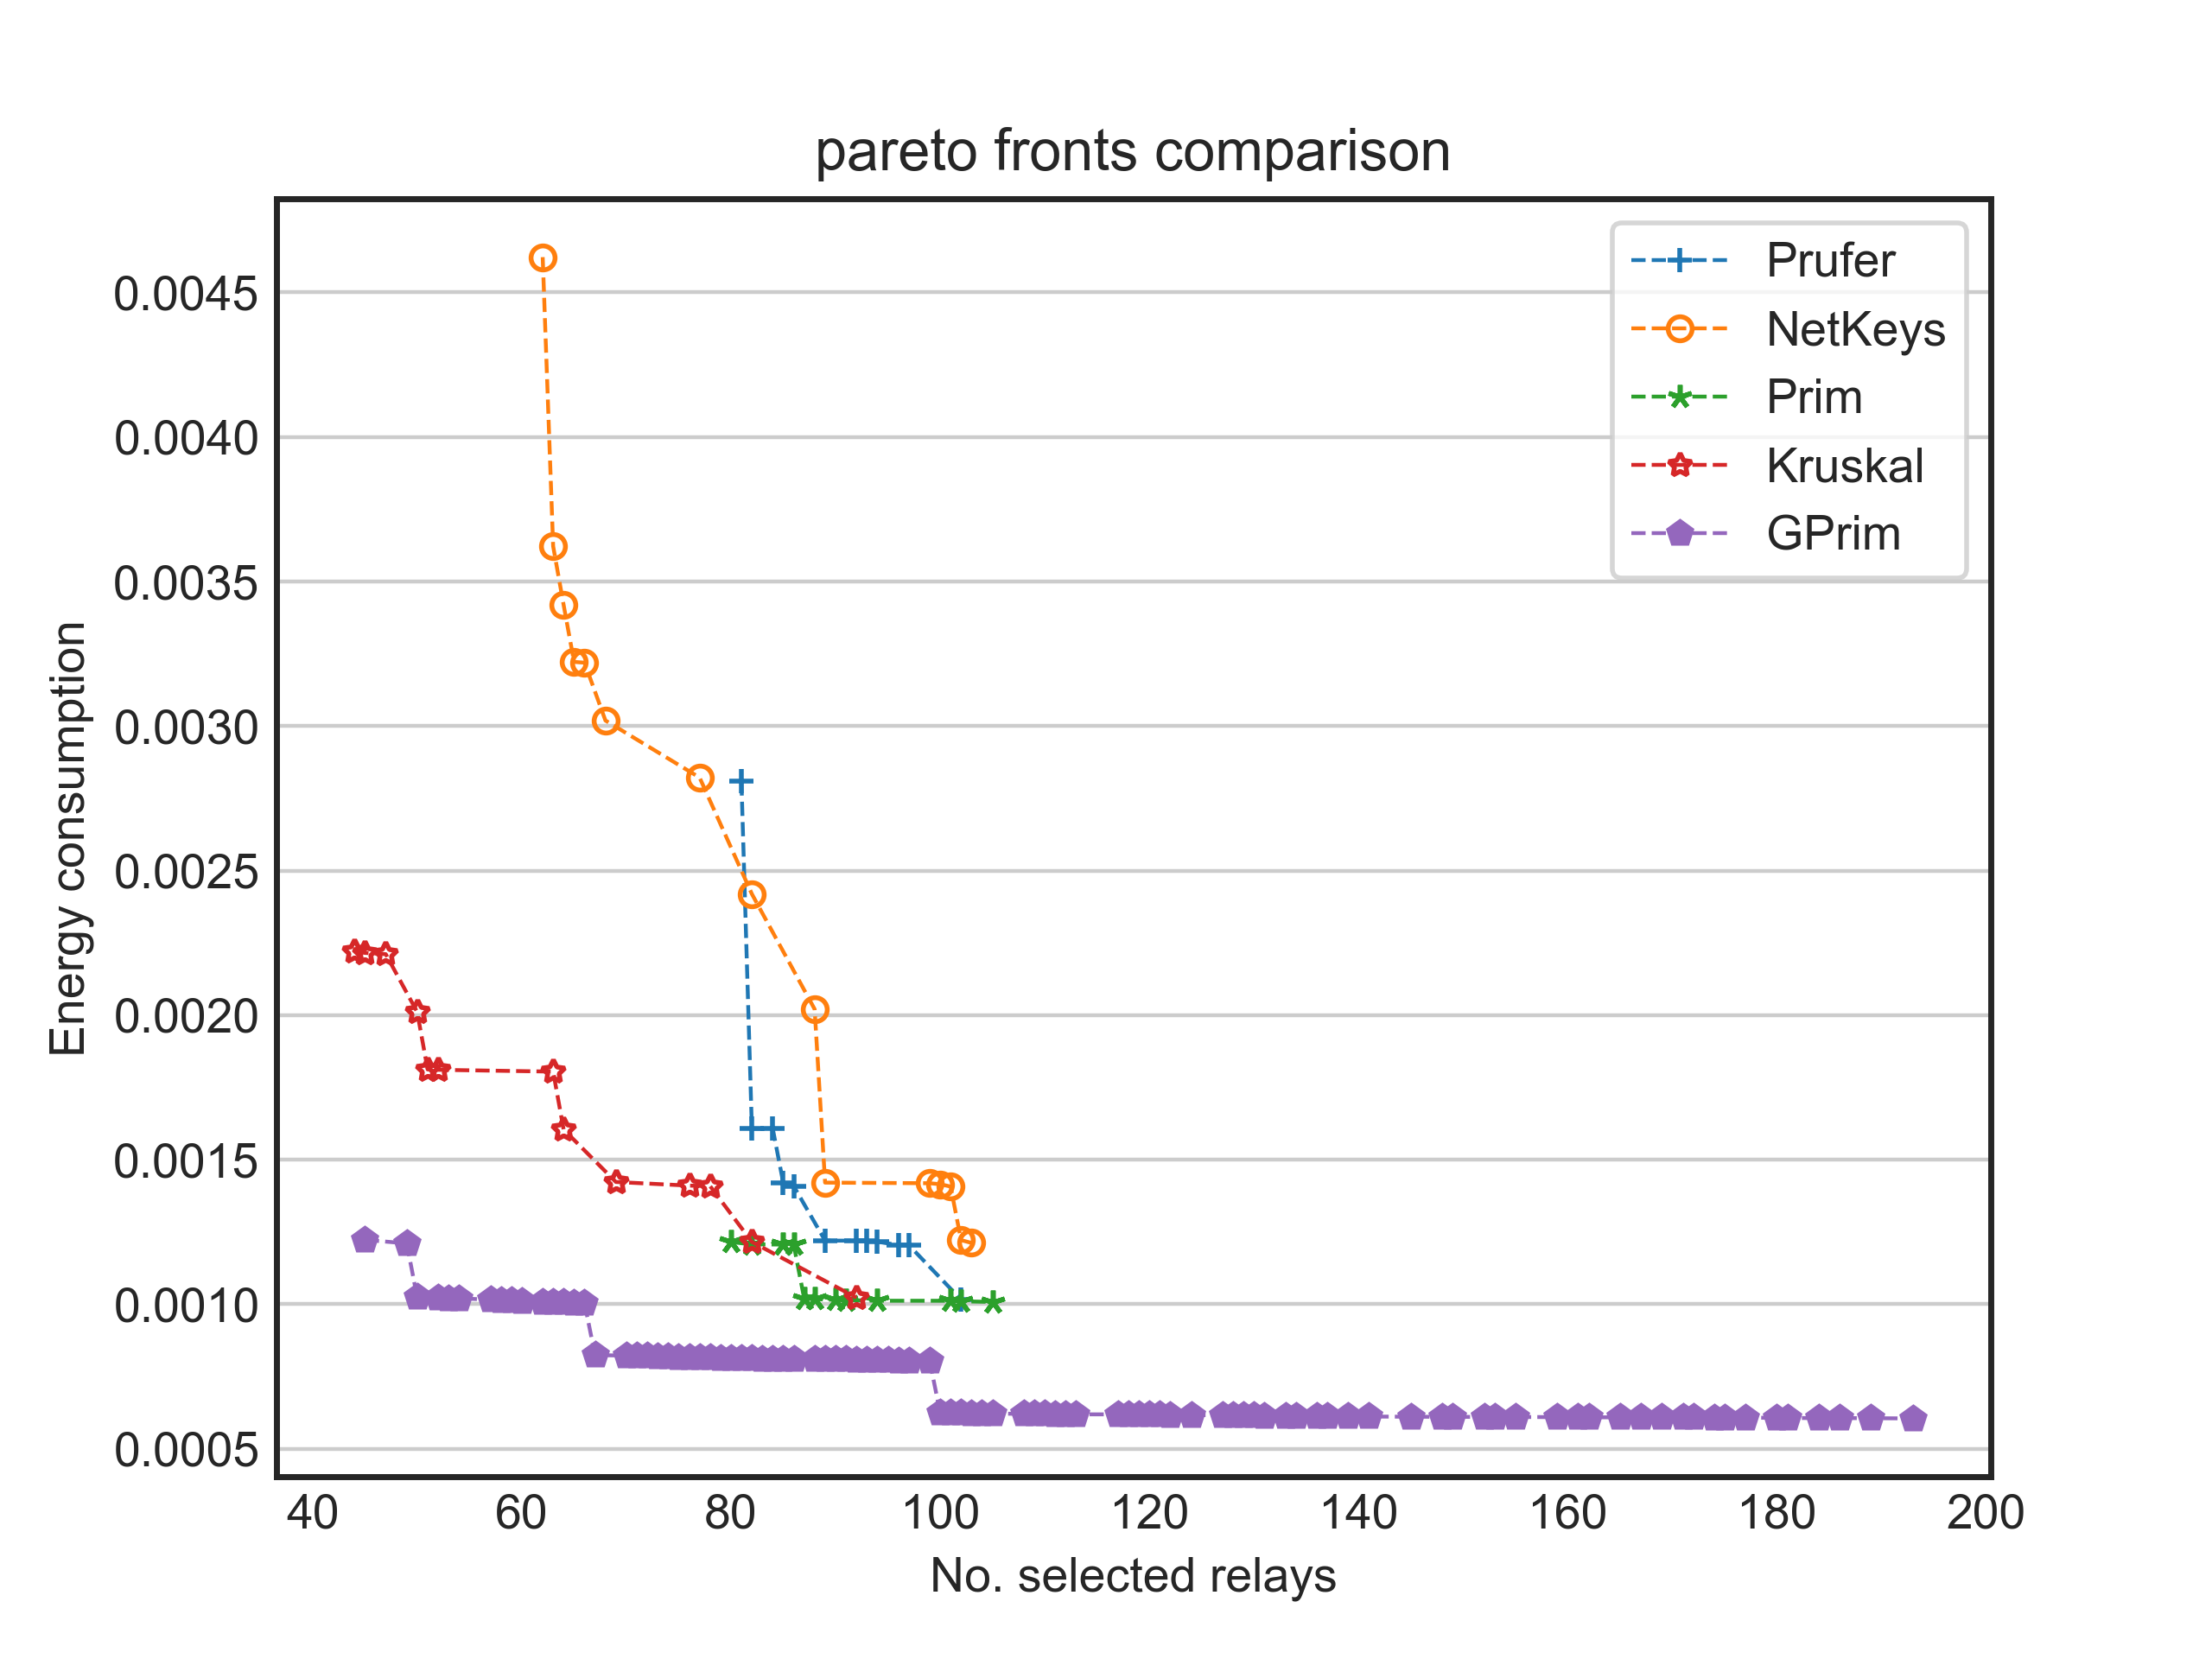 pareto fronts comparison
Prufer
NetKeys
Prim
Kruskal
GPrim
Energy consumption
0.0045
0.0040
0.0035
0.0030
0.0025
0.0020
0.0015
0.0010
0.0005
40 60 80 100 120 140 160 180 200
No. selected relays